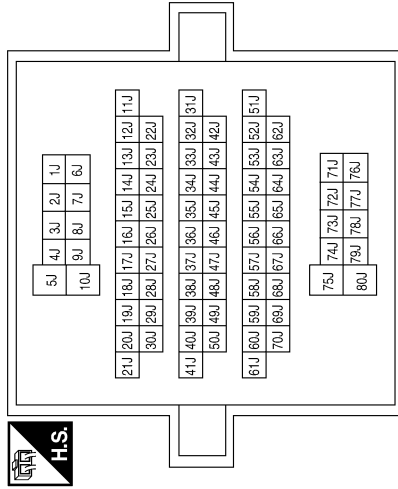 H.S.
5J 4J 3J 2J 1J
10J 9J 8J 7J 6J
21J 20J 19J 18J 17J 16J 15J 14J 13J 12J 11J
30J 29J 28J 27J 26J 25J 24J 23J 22J
41J 40J 39J 38J 37J 36J 35J 34J 33J 32J 31J
50J 49J 48J 47J 46J 45J 44J 43J 42J
61J 60J 59J 58J 57J 56J 55J 54J 53J 52J 51J
70J 69J 68J 67J 66J 65J 64J 63J 62J
75J 74J 73J 72J 71J
80J 79J 78J 77J 76J